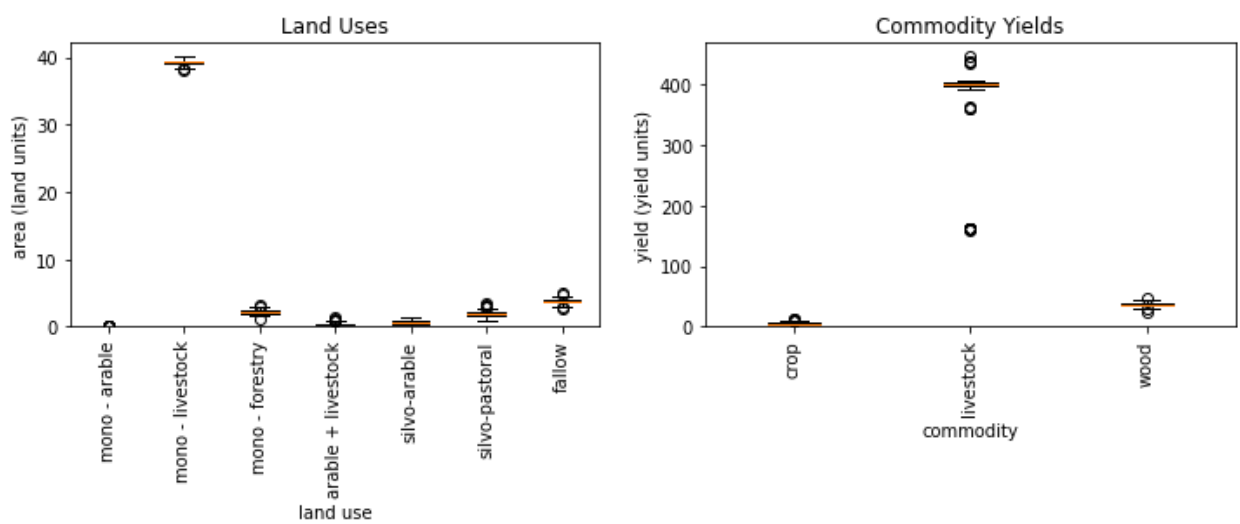 Land Uses
area (land units)
40
30
20
10
0
mono - arable
mono - livestock
mono - forestry
arable + livestock
silvo-arable
silvo-pastoral
fallow
land use
Commodity Yields
yield (yield units)
400
300
200
100
0
crop
livestock
wood
commodity